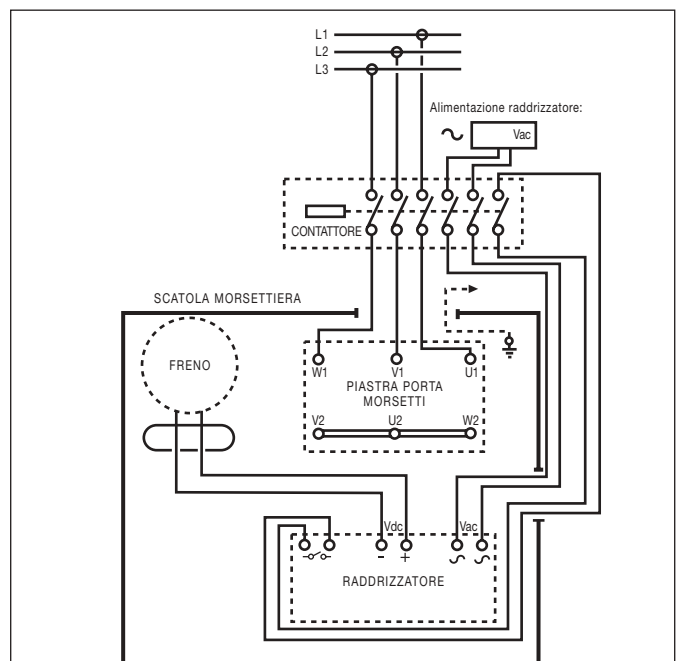 L1
L2
L3
Alimentazione raddrizzatore:
Vac
CONTATTORE
SCATOLA MORSETTIERA
FRENO
W1 V1 U1
PIASTRA PORTA
MORSETTI
V2 U2 W2
Vdc Vac
- +
RADDRIZZATORE